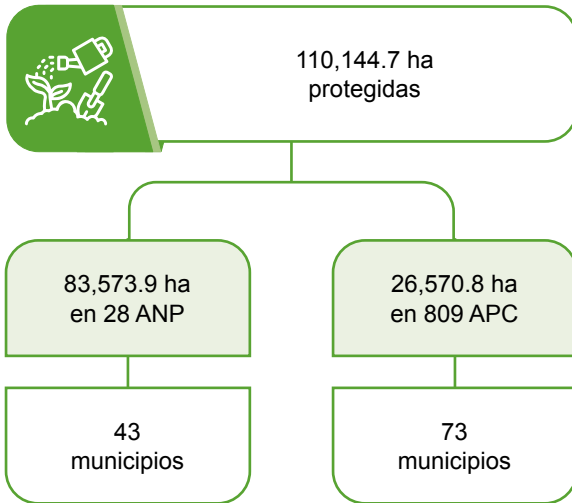 110,144.7 ha
protegidas
83,573.9 ha
en 28 ANP
26,570.8 ha
en 809 APC
43
municipios
73
municipios